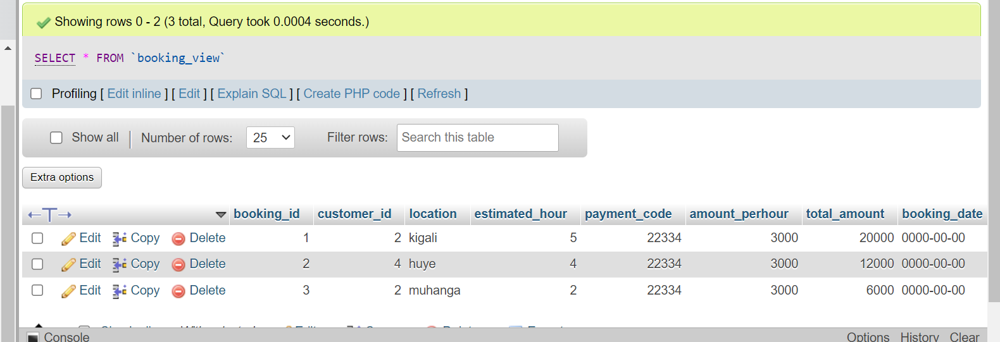 Showing rows 0 - 2 (3 total, Query took 0.0004 seconds.)
SELECT * FROM `booking_view`
Profiling [ Edit inline ] [ Edit ] [ Explain SQL ] [ Create PHP code ] [ Refresh ]
Show all Number of rows: 25 Filter rows: Search this table
Extra options
booking_id customer_id location estimated_hour payment_code amount_perhour total_amount booking_date
Edit Copy Delete 1 2 kigali 5 22334 3000 20000 0000-00-00
Edit Copy Delete 2 4 huye 4 22334 3000 12000 0000-00-00
Edit Copy Delete 3 2 muhanga 2 22334 3000 6000 0000-00-00
Console Options History Clear